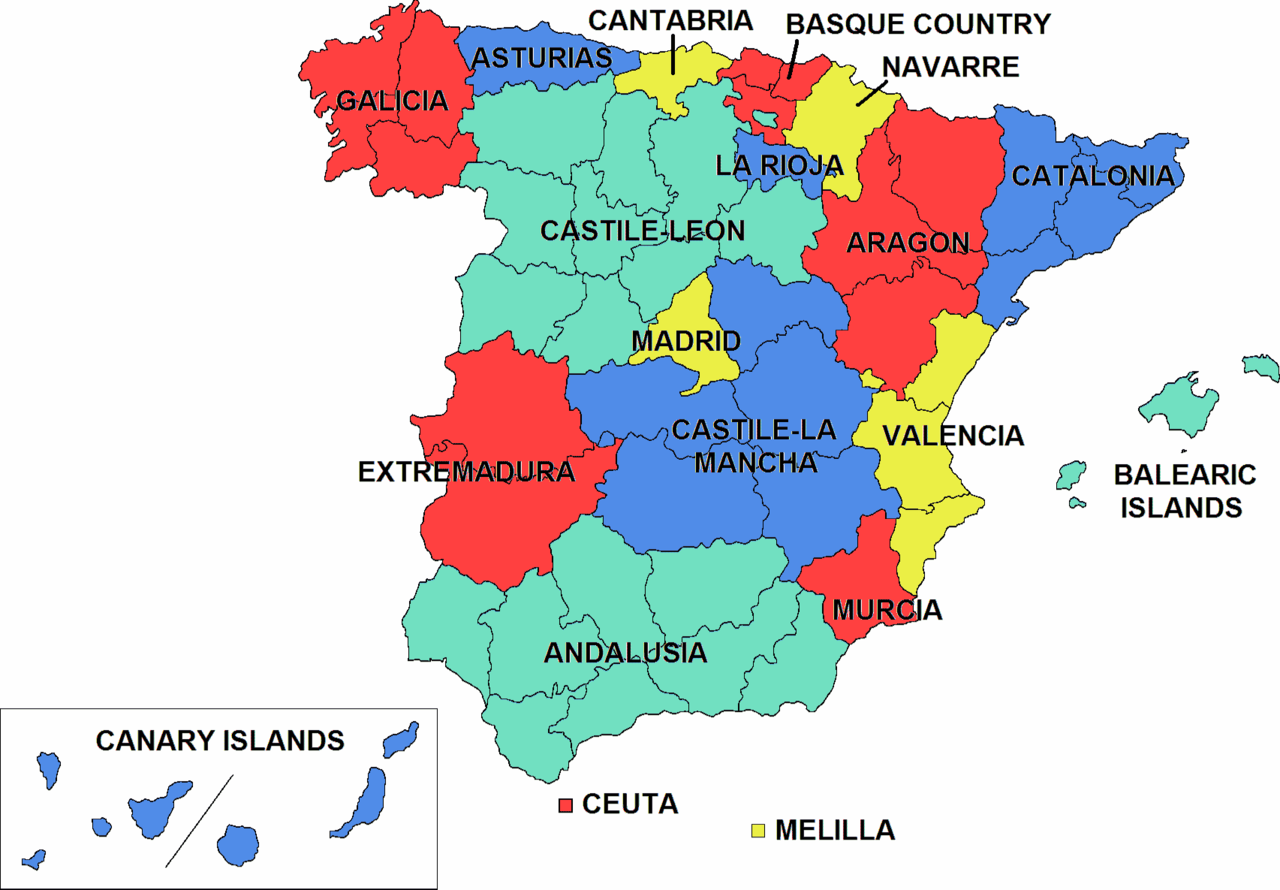 CANTABRIA
BASQUE COUNTRY
ASTURIAS
NAVARRE
GALICIA
LA RIOJA
CATALONIA
CASTILE-LEON
ARAGON
MADRID
CASTILE-LA
MANCHA
VALENCIA
EXTREMADURA
BALEARIC
ISLANDS
MURCIA
ANDALUSIA
CANARY ISLANDS
CEUTA
MELILLA